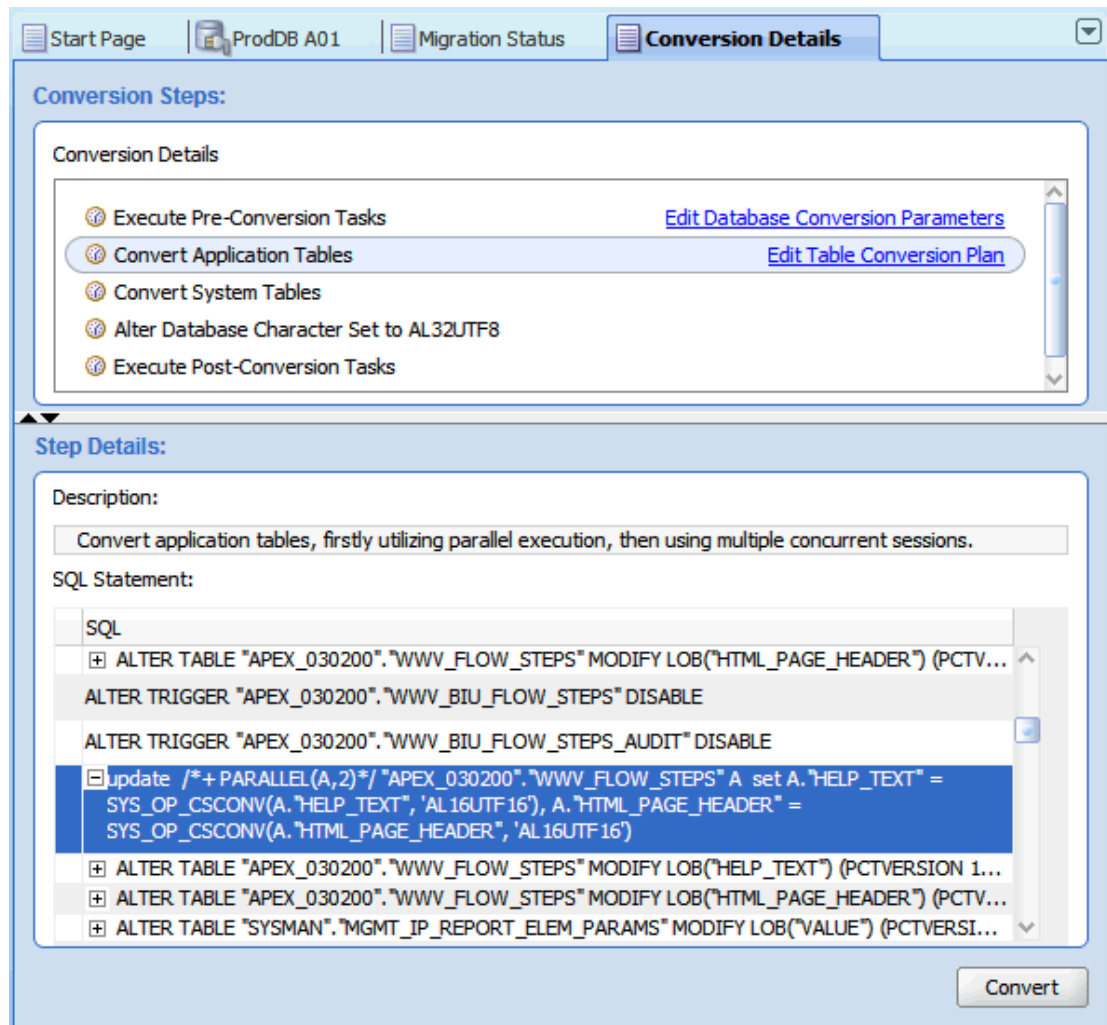 Start Page
ProdDB A01
Migration Status
Conversion Details
Conversion Steps:
Conversion Details
Execute Pre-Conversion Tasks
Edit Database Conversion Parameters
Convert Application Tables
Edit Table Conversion Plan
Convert System Tables
Alter Database Character Set to AL32UTF8
Execute Post-Conversion Tasks
Step Details:
Description:
Convert application tables, firstly utilizing parallel execution, then using multiple concurrent sessions.
SQL Statement:
SQL
ALTER TABLE "APEX_030200"."WWV_FLOW_STEPS" MODIFY LOB("HTML_PAGE_HEADER") (PCTV...
ALTER TRIGGER "APEX_030200"."WWV_BIU_FLOW_STEPS" DISABLE
ALTER TRIGGER "APEX_030200"."WWV_BIU_FLOW_STEPS_AUDIT" DISABLE
update /*+ PARALLEL(A,2)*/ "APEX_030200"."WWV_FLOW_STEPS" A set A."HELP_TEXT" =
SYS_OP_CSCONV(A."HELP_TEXT", 'AL16UTF16'), A."HTML_PAGE_HEADER" =
SYS_OP_CSCONV(A."HTML_PAGE_HEADER", 'AL16UTF16')
ALTER TABLE "APEX_030200"."WWV_FLOW_STEPS" MODIFY LOB("HELP_TEXT") (PCTVERSION 1...
ALTER TABLE "APEX_030200"."WWV_FLOW_STEPS" MODIFY LOB("HTML_PAGE_HEADER") (PCTV...
ALTER TABLE "SYSMAN"."MGMT_IP_REPORT_ELEM_PARAMS" MODIFY LOB("VALUE") (PCTVERSI...
Convert